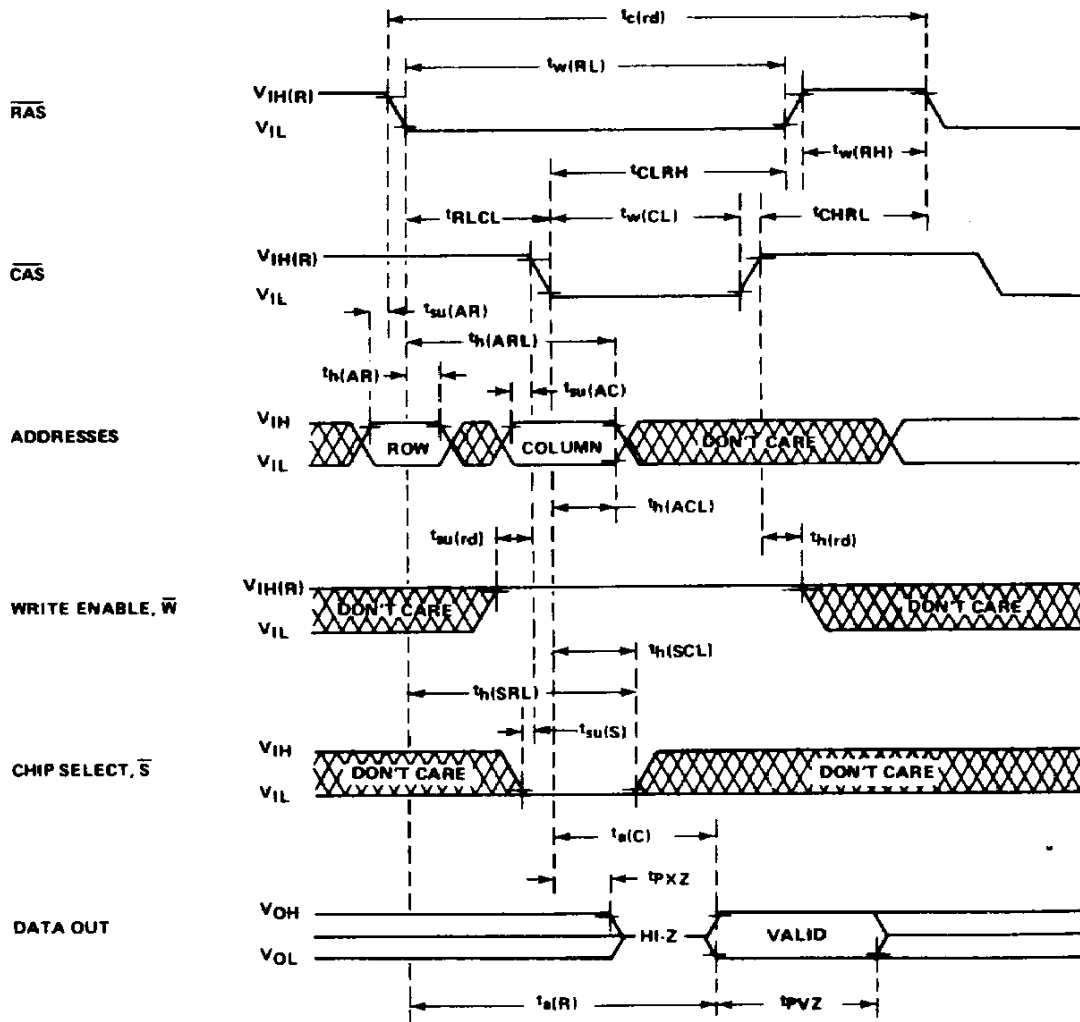 tc(rd)
tw(RL)
RAS
VIH(R)
VIL
tw(RH)
tCLRH
tRLCL
tw(CL)
tCHRL
CAS
VIH(R)
VIL
tsu(AR)
th(ARL)
th(AR)
tsu(AC)
ADDRESSES
VIH
VIL
ROW
COLUMN
DON'T CARE
th(ACL)
tsu(rd)
th(rd)
WRITE ENABLE, W
VIH(R)
VIL
DON'T CARE
DON'T CARE
th(SCL)
th(SRL)
tsu(S)
CHIP SELECT, S
VIH
VIL
DON'T CARE
DON'T CARE
ta(C)
tPXZ
DATA OUT
VOH
VOL
HI-Z
VALID
ta(R)
tPVZ